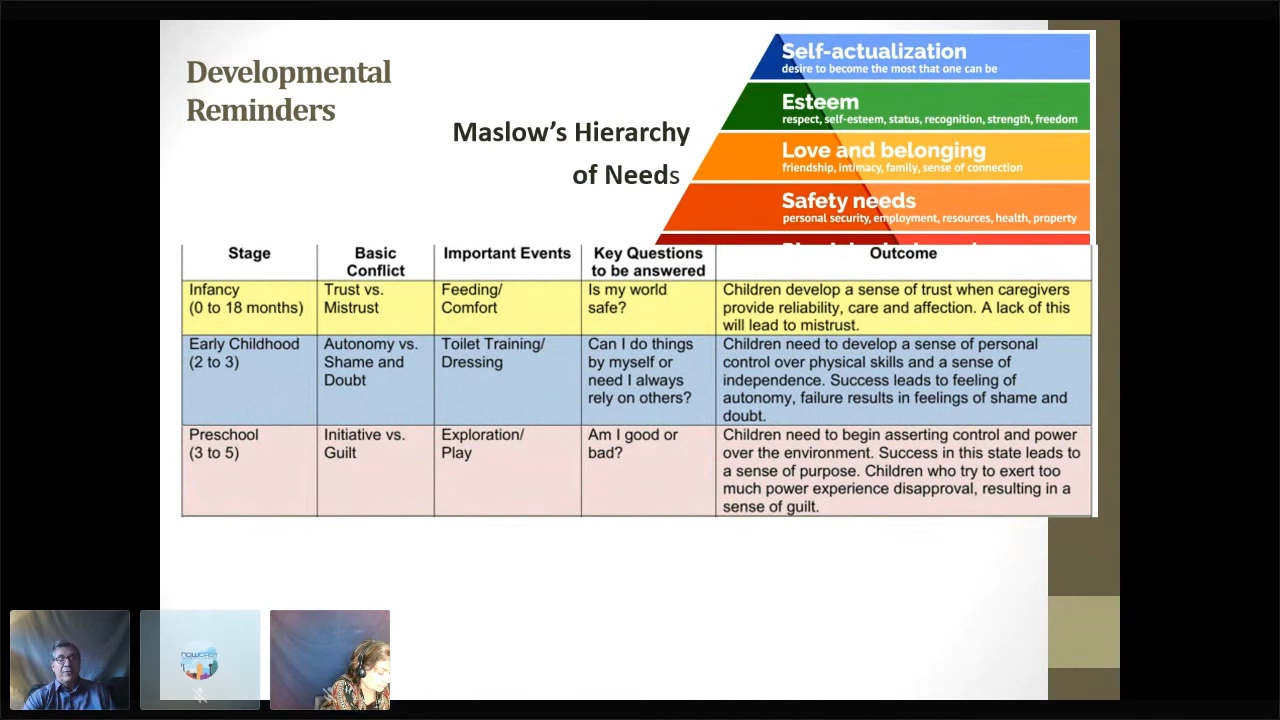 Developmental
Reminders
Maslow's Hierarchy
of Needs
Self-actualization
desire to become the most that one can be
Esteem
respect, self-esteem, status, recognition, strength, freedom
Love and belonging
friendship, intimacy, family, sense of connection
Safety needs
personal security, employment, resources, health, property
Stage
Basic
Conflict
Important Events
Key Questions
to be answered
Outcome
Infancy
(0 to 18 months)
Trust vs.
Mistrust
Feeding/
Comfort
Is my world
safe?
Children develop a sense of trust when caregivers
provide reliability, care and affection. A lack of this
will lead to mistrust.
Early Childhood
(2 to 3)
Autonomy vs.
Shame and
Doubt
Toilet Training/
Dressing
Can I do things
by myself or
need I always
rely on others?
Children need to develop a sense of personal
control over physical skills and a sense of
independence. Success leads to feeling of
autonomy, failure results in feelings of shame and
doubt.
Preschool
(3 to 5)
Initiative vs.
Guilt
Exploration/
Play
Am I good or
bad?
Children need to begin asserting control and power
over the environment. Success in this state leads to
a sense of purpose. Children who try to exert too
much power experience disapproval, resulting in a
sense of guilt.
NOWCAST